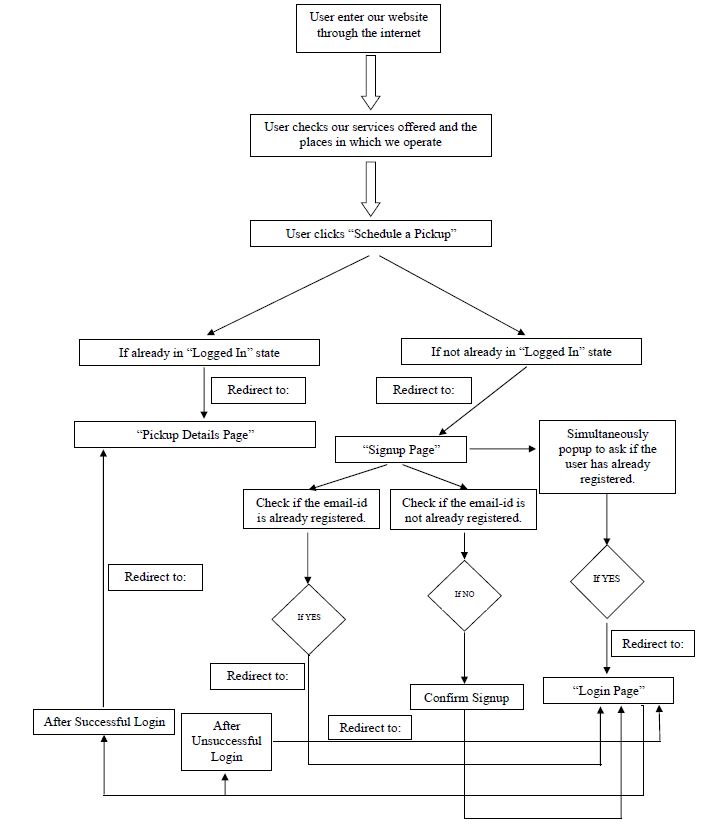 User enter our website
through the internet
User checks our services offered and the
places in which we operate
User clicks “Schedule a Pickup”
If already in “Logged In” state
If not already in “Logged In” state
Redirect to:
Redirect to:
“Pickup Details Page”
“Signup Page”
Simultaneously
popup to ask if the
user has already
registered.
Check if the email-id
is already registered.
Check if the email-id is
not already registered.
Redirect to:
If YES
If NO
If YES
Redirect to:
Redirect to:
“Login Page”
Confirm Signup
After Successful Login
After
Unsuccessful
Login
Redirect to: